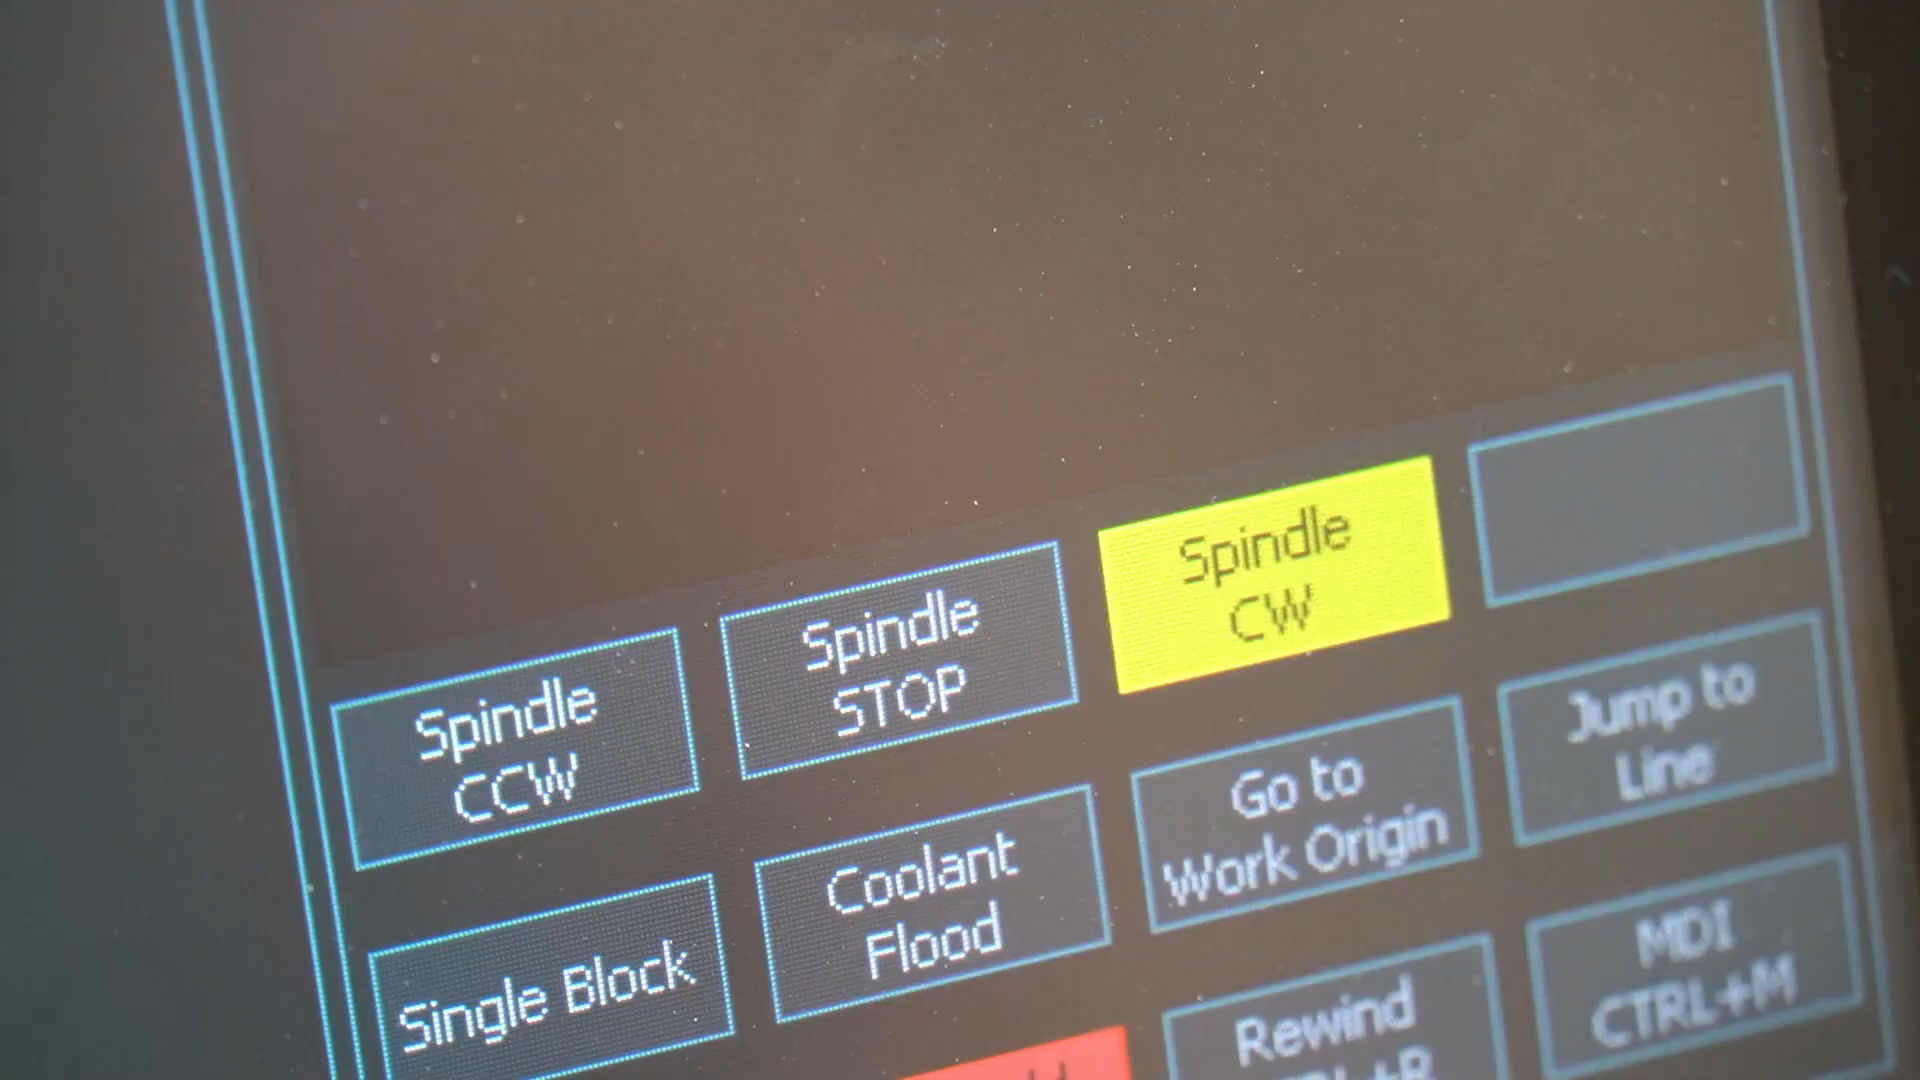 Spindle
CCW
Spindle
STOP
Spindle
CW
Single Block
Coolant
Flood
Go to
Work Origin
Jump to
Line
Rewind
MDI
CTRL+M